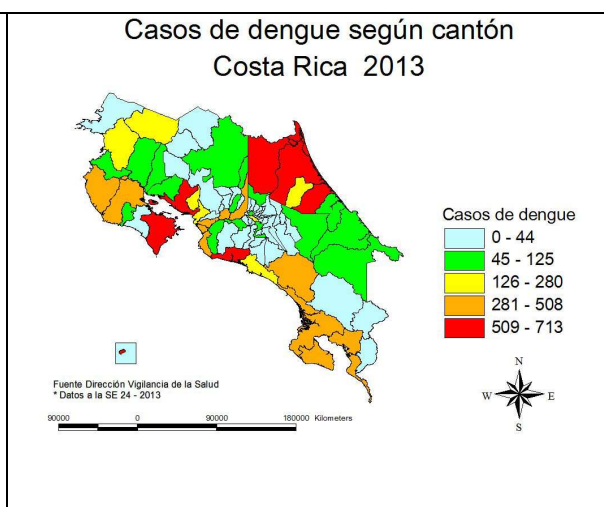 Casos de dengue según cantón
Costa Rica 2013
Casos de dengue
0 - 44
45 - 125
126 - 280
281 - 508
509 - 713
Fuente Dirección Vigilancia de la Salud
* Datos a la SE 24 - 2013
90000 0 90000 180000 Kilometers
N
W E
S